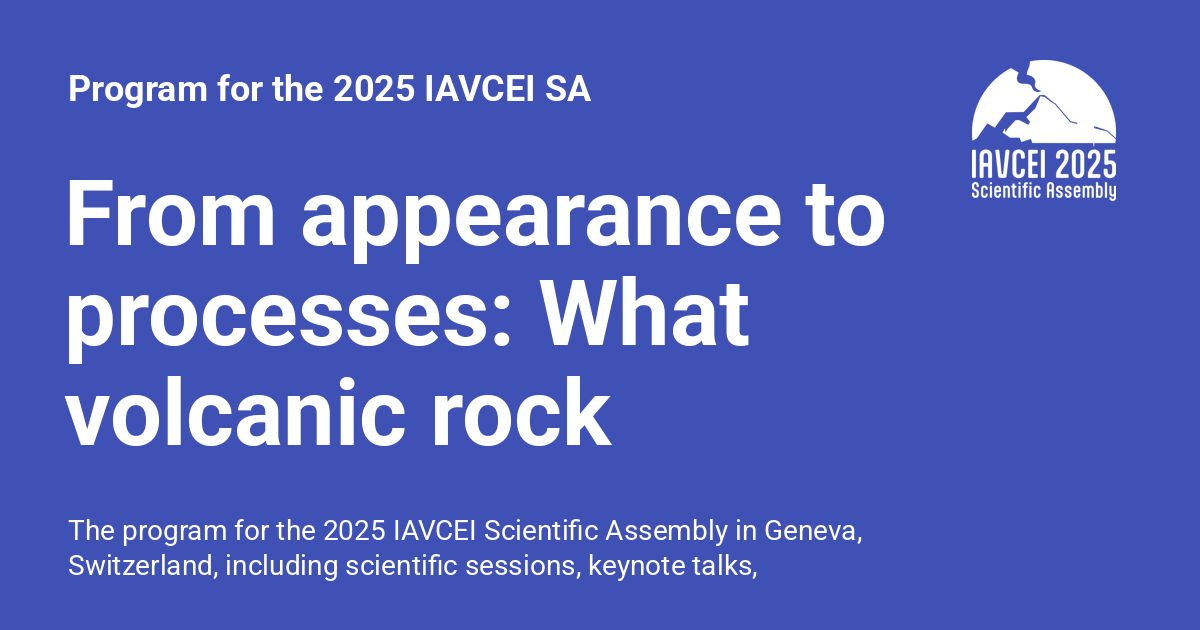 Program for the 2025 IAVCEI SA
IAVCEI 2025
Scientific Assembly
From appearance to
processes: What
volcanic rock
The program for the 2025 IAVCEI Scientific Assembly in Geneva,
Switzerland, including scientific sessions, keynote talks,